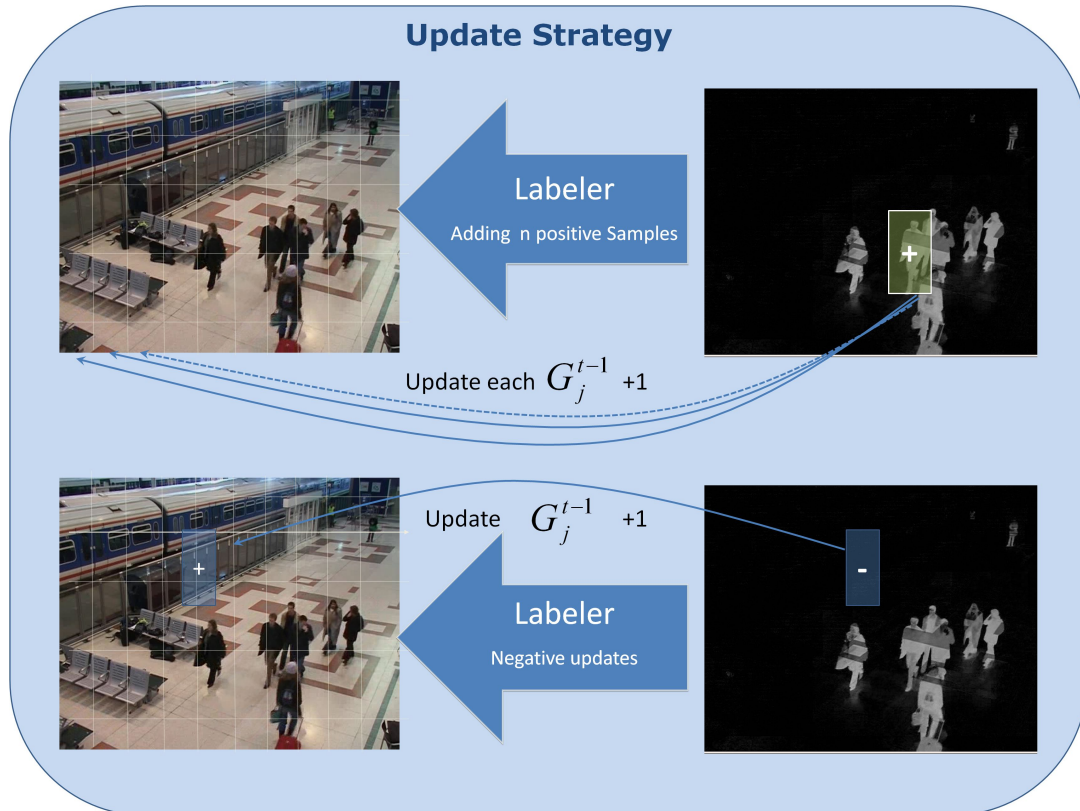 Update Strategy
Labeler
Adding n positive Samples
+
Update each G_j^{t-1} +1
Update G_j^{t-1} +1
+
-
Labeler
Negative updates